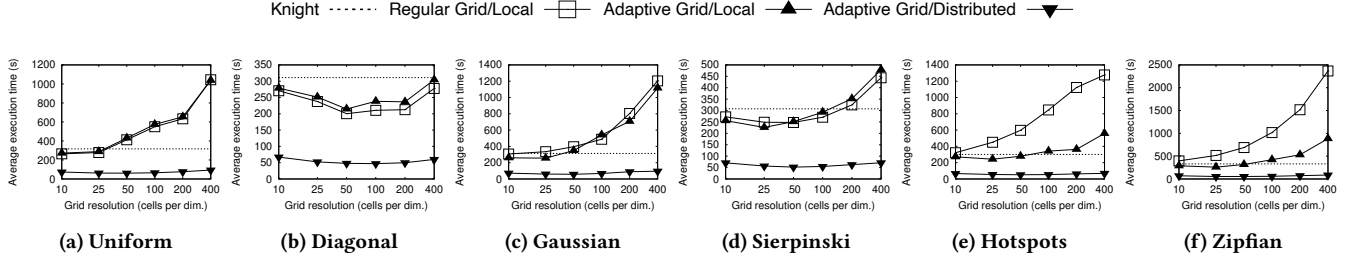 Knight Regular Grid/Local Adaptive Grid/Local Adaptive Grid/Distributed
Average execution time (s)
1200
1000
800
600
400
200
0
10 25 50 100 200 400
Grid resolution (cells per dim.)
(a) Uniform
Average execution time (s)
350
300
250
200
150
100
50
0
10 25 50 100 200 400
Grid resolution (cells per dim.)
(b) Diagonal
Average execution time (s)
1400
1200
1000
800
600
400
200
0
10 25 50 100 200 400
Grid resolution (cells per dim.)
(c) Gaussian
Average execution time (s)
500
450
400
350
300
250
200
150
100
50
0
10 25 50 100 200 400
Grid resolution (cells per dim.)
(d) Sierpinski
Average execution time (s)
1400
1200
1000
800
600
400
200
0
10 25 50 100 200 400
Grid resolution (cells per dim.)
(e) Hotspots
Average execution time (s)
2500
2000
1500
1000
500
0
10 25 50 100 200 400
Grid resolution (cells per dim.)
(f) Zipfian